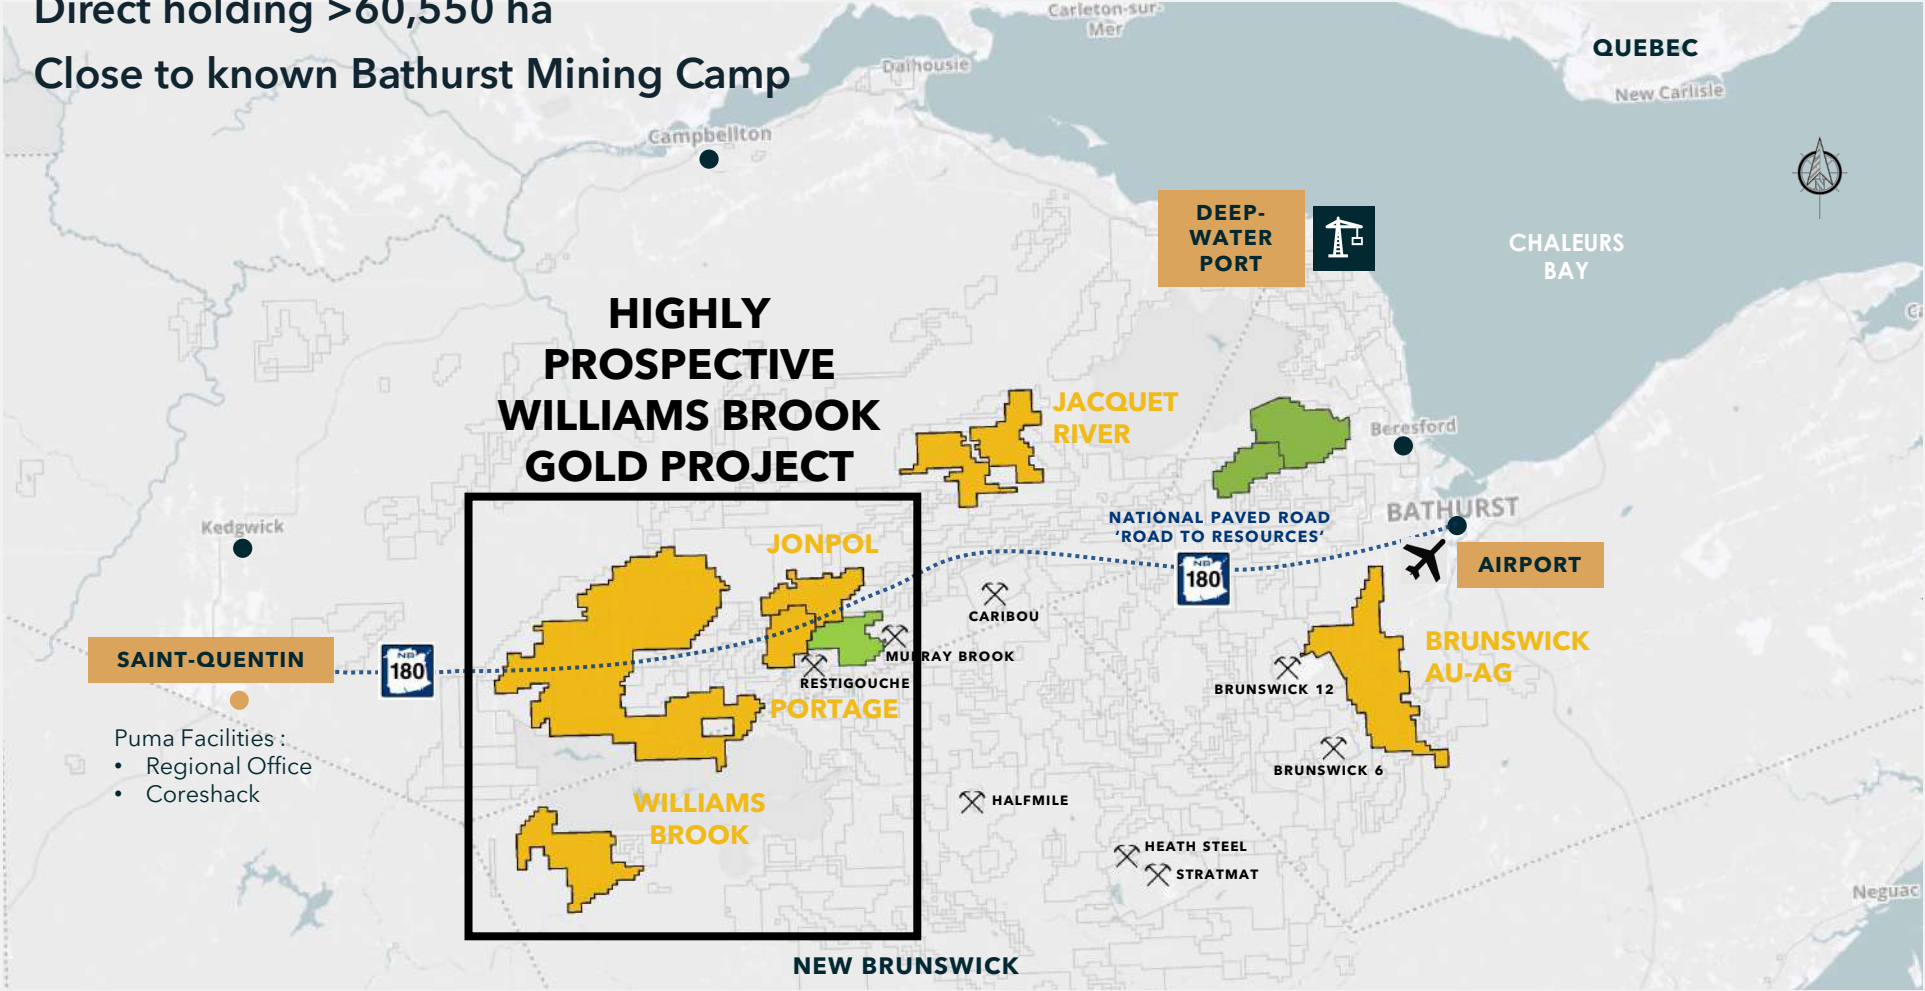 Direct holding >60,550 ha
Close to known Bathurst Mining Camp
Carleton-sur-
Mer
QUEBEC
Dalhousie
New Carlisle
Campbellton
DEEP-
WATER
PORT
CHALEURS
BAY
HIGHLY
PROSPECTIVE
WILLIAMS BROOK
GOLD PROJECT
JACQUET
RIVER
Beresford
BATHURST
NATIONAL PAVED ROAD
‘ROAD TO RESOURCES’
NB
180
AIRPORT
Kedgwick
JONPOL
CARIBOU
MURRAY BROOK
RESTIGOUCHE
PORTAGE
SAINT-QUENTIN
NB
180
BRUNSWICK
AU-AG
BRUNSWICK 12
BRUNSWICK 6
Puma Facilities :
• Regional Office
• Coreshack
WILLIAMS
BROOK
HALFMILE
HEATH STEEL
STRATMAT
Neguac
NEW BRUNSWICK